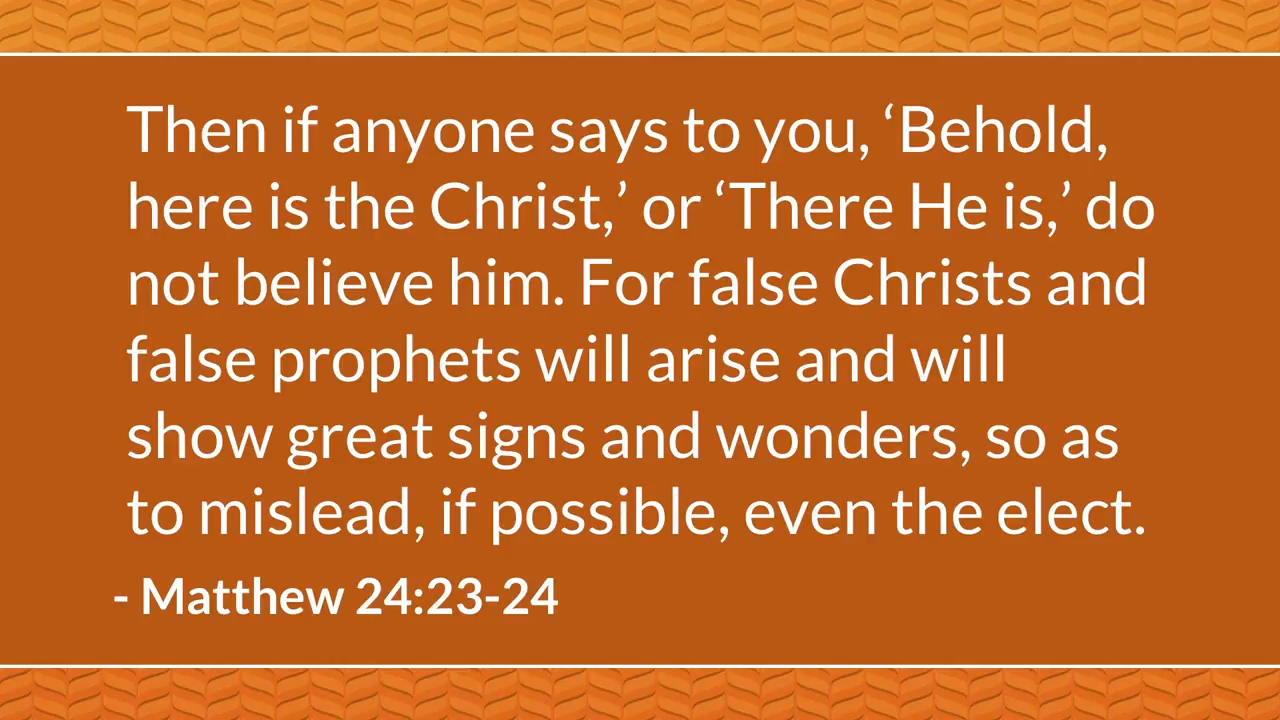 Then if anyone says to you, ‘Behold,
here is the Christ,’ or ‘There He is,’ do
not believe him. For false Christs and
false prophets will arise and will
show great signs and wonders, so as
to mislead, if possible, even the elect.
- Matthew 24:23-24